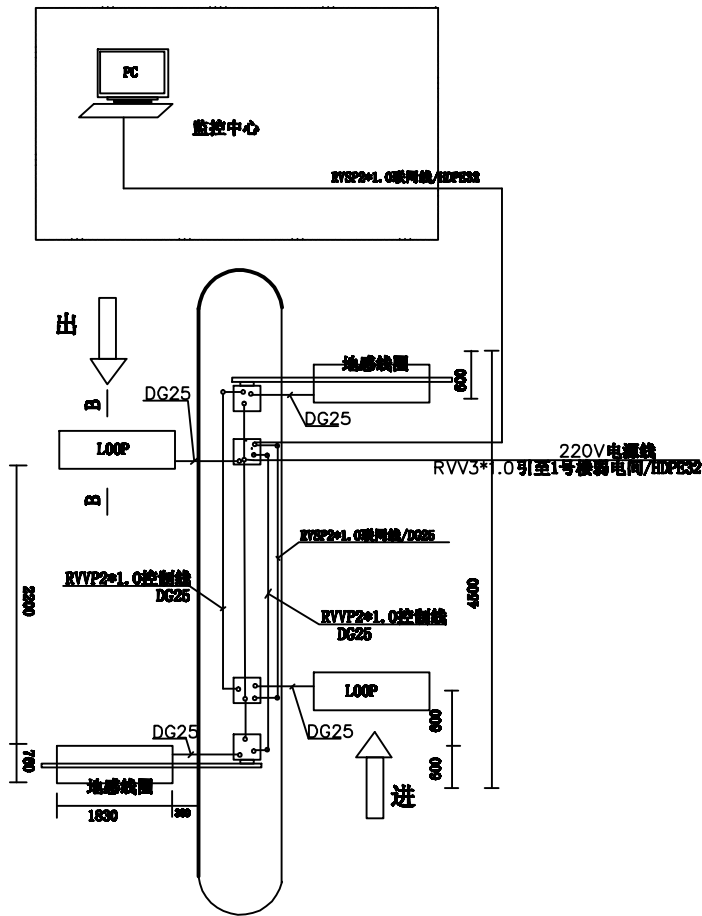 PC
监控中心
RVSP2*1.0联网线/HDPE32
出
地感线圈
600
DG25
B
DG25
LOOP
220V电源线
RVV3*1.0引至1号楼弱电间/HDPE32
B
RVSP2*1.0联网线/DG25
RVVP2*1.0控制线
DG25
2200
4500
RVVP2*1.0控制线
DG25
LOOP
600
DG25
DG25
760
600
地感线圈
1830
300
进